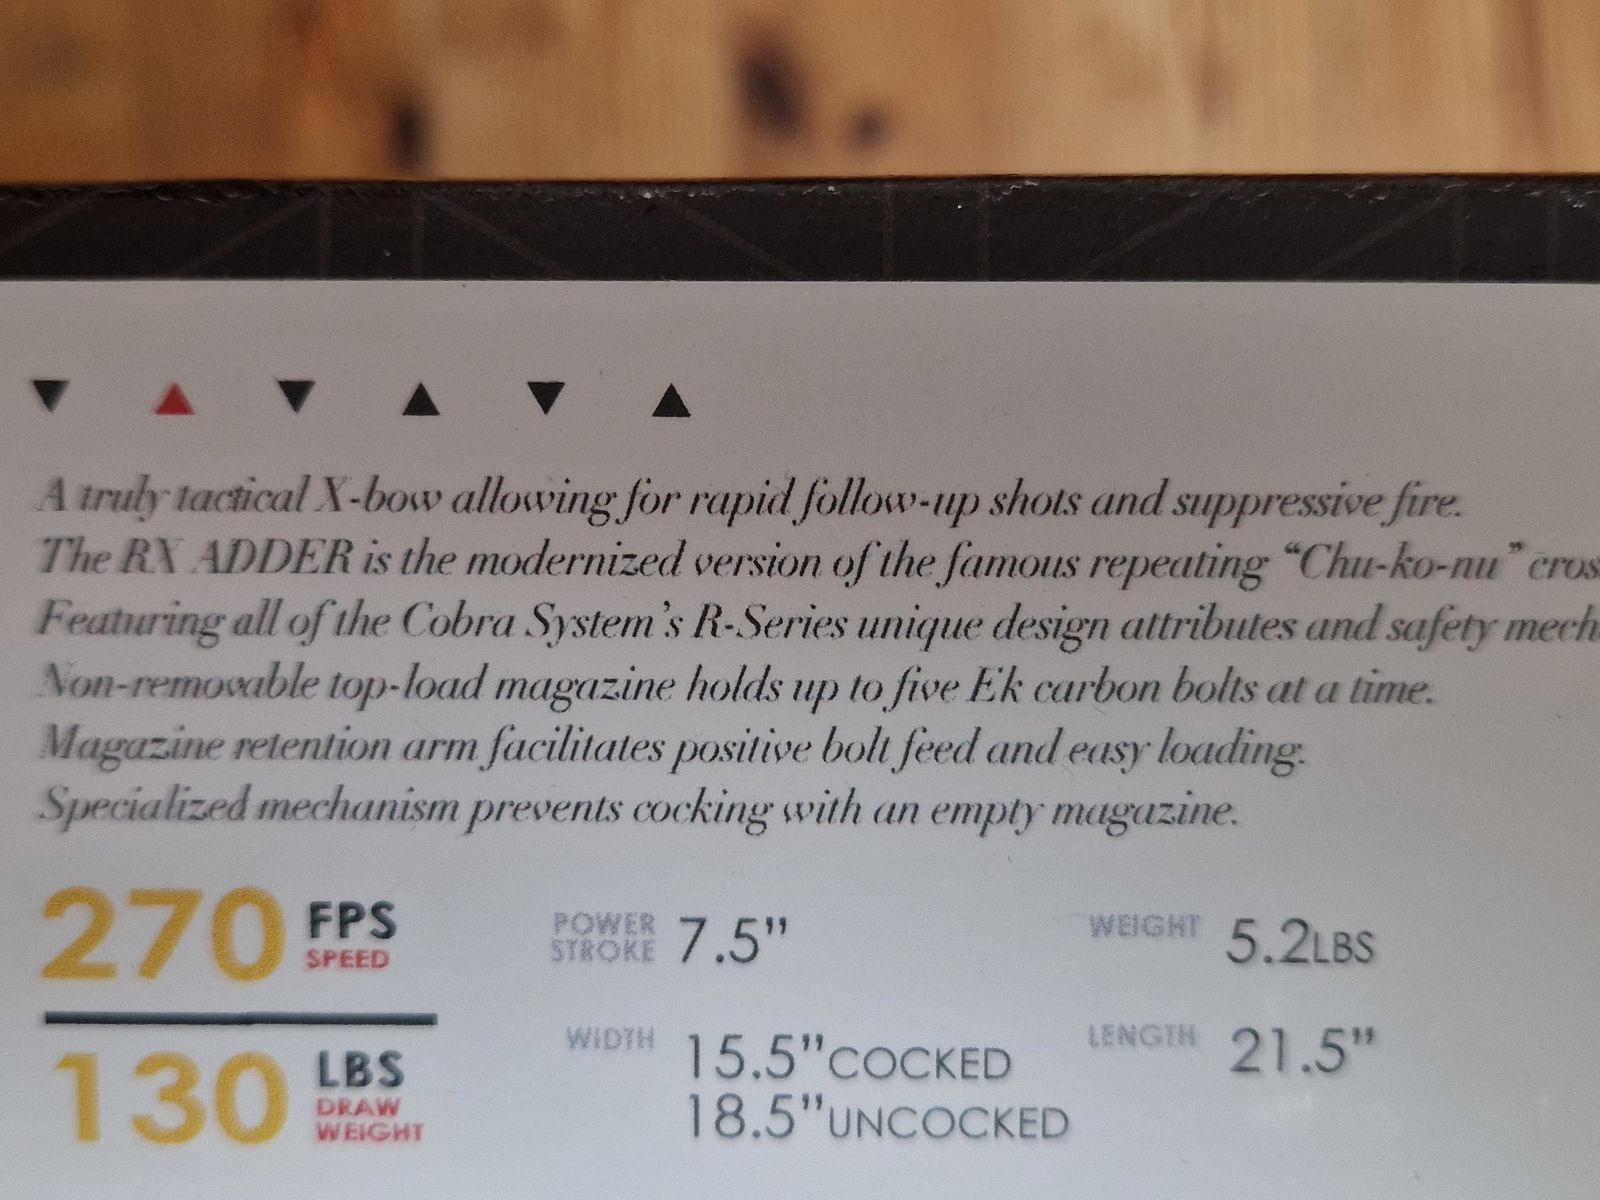 A truly tactical X-bow allowing for rapid follow-up shots and suppressive fire.
The RX ADDER is the modernized version of the famous repeating “Chu-ko-nu” cros
Featuring all of the Cobra System’s R-Series unique design attributes and safety mech
Non-removable top-load magazine holds up to five Ek carbon bolts at a time.
Magazine retention arm facilitates positive bolt feed and easy loading.
Specialized mechanism prevents cocking with an empty magazine.
270 FPS SPEED
130 LBS DRAW WEIGHT
POWER STROKE 7.5”
WIDTH 15.5”COCKED
18.5”UNCOCKED
WEIGHT 5.2LBS
LENGTH 21.5”